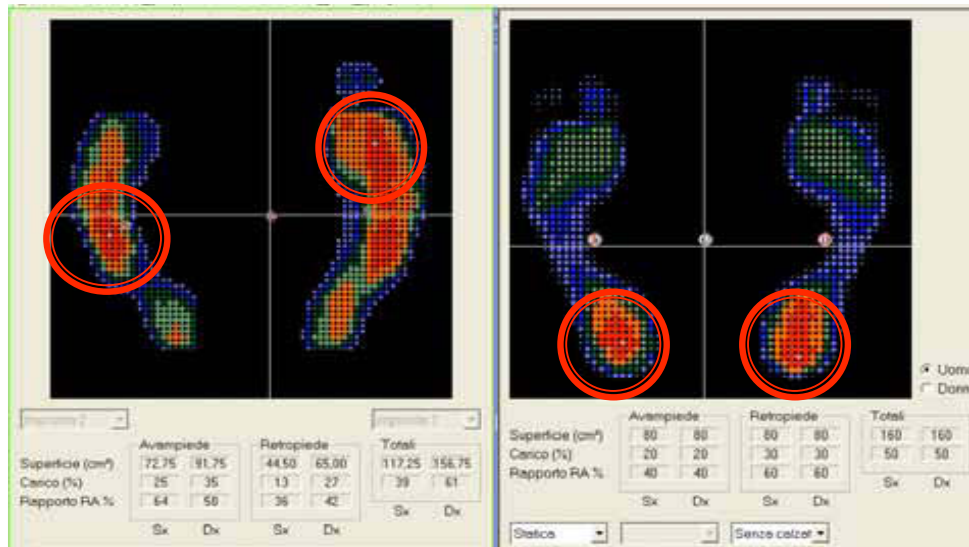 Avampiede Retropiede Totali
Superficie (cm²) 72,75 91,75 44,50 65,00 117,25 156,75
Carico (%) 25 35 13 27 39 61
Rapporto RA % 64 36 42
Sx Dx Sx Dx Sx Dx
Uomo
Donn
Avampiede Retropiede Totali
Superficie (cm²) 80 80 80 80 160 160
Carico (%) 20 20 30 30 50 50
Rapporto RA % 40 40 60 60
Sx Dx Sx Dx Sx Dx
Statica Senza calzat